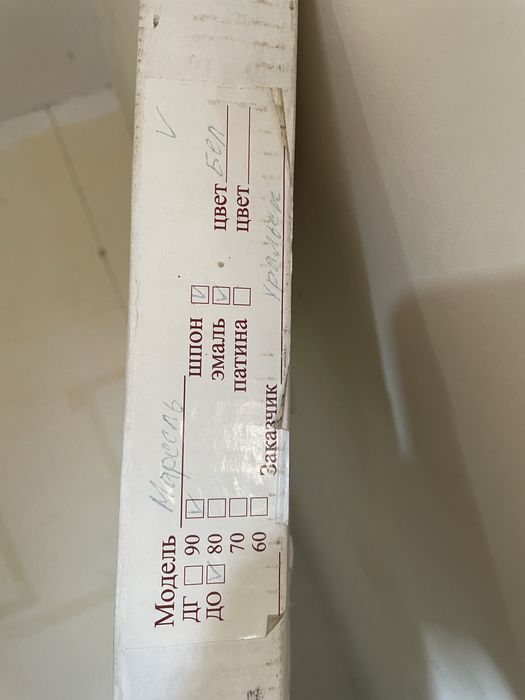 Модель Марсель
ДГ ☐ 90 ☑ шпон ☑ цвет Бел
ДО ☑ 80 ☐ эмаль ☑ цвет
70 ☐ патина ☐
60 ☐ Заказчик